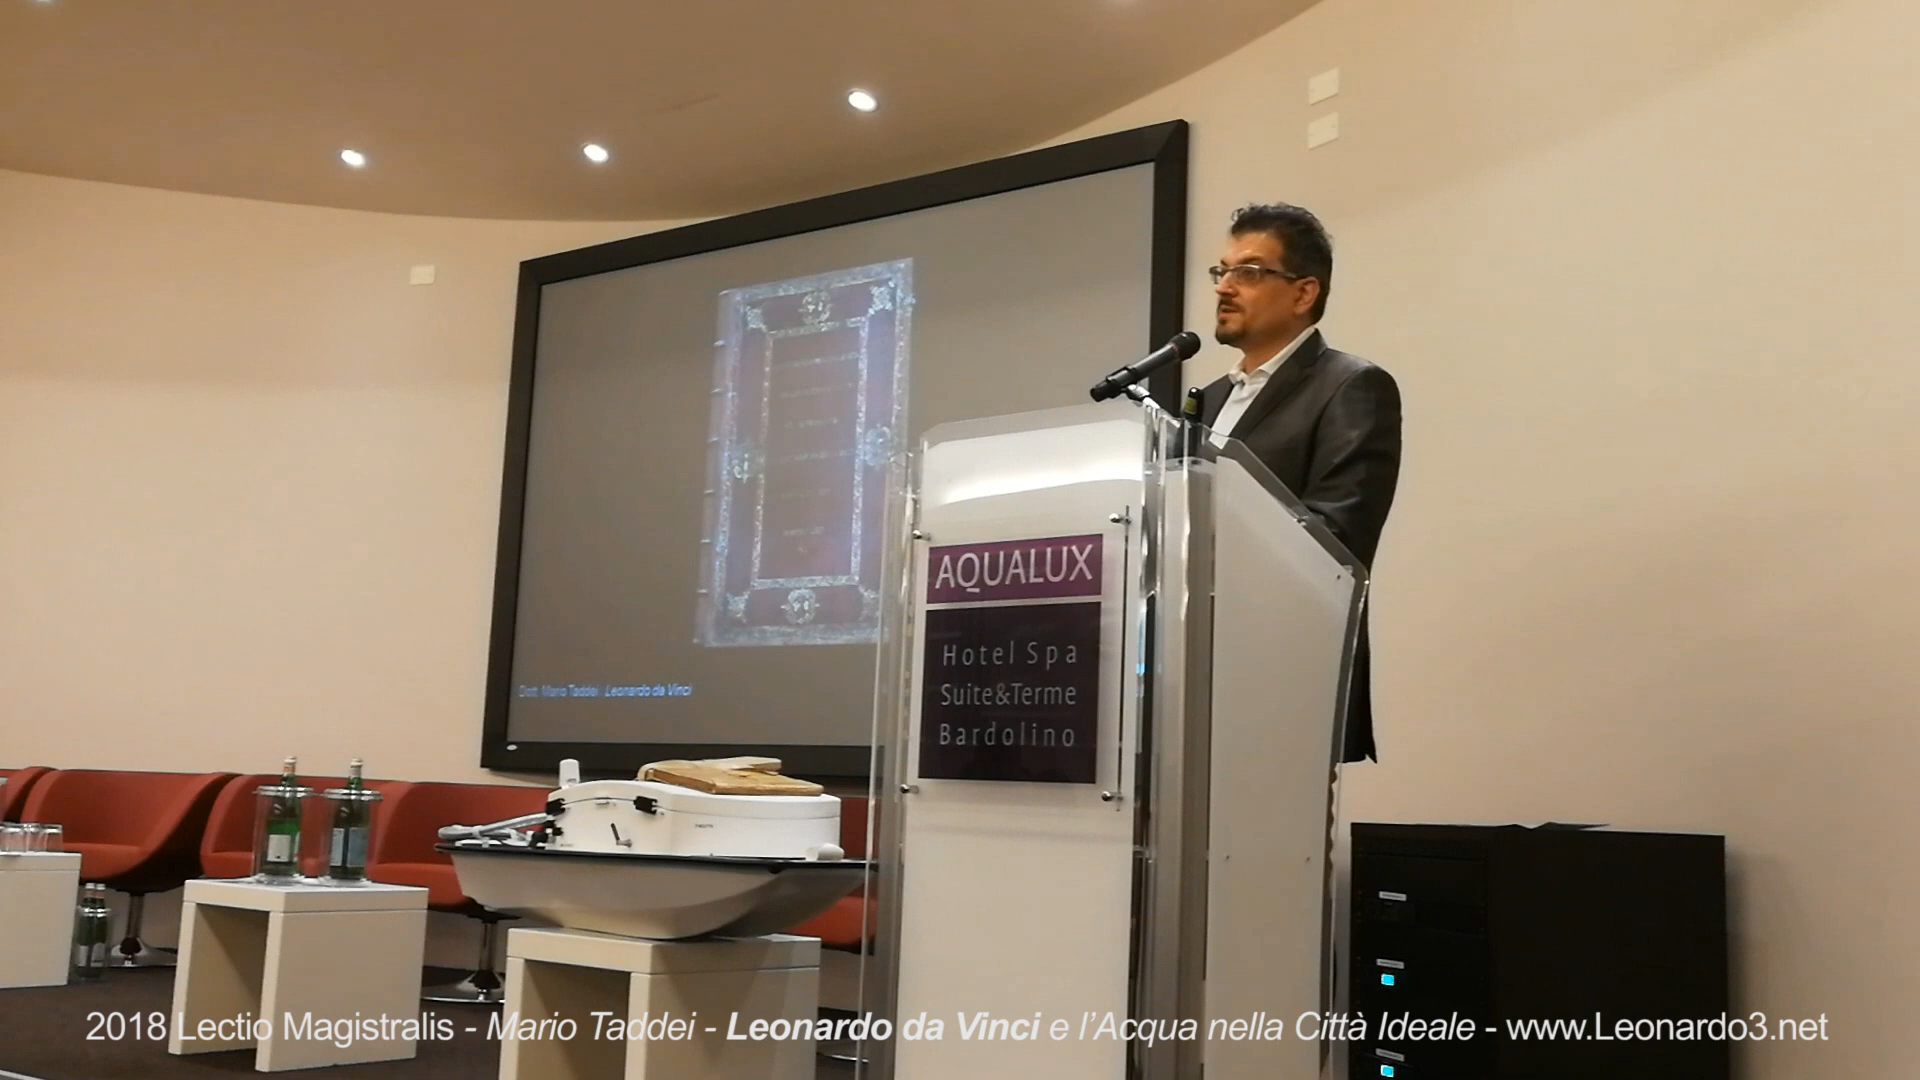 Dott. Mario Taddei Leonardo da Vinci
AQUALUX
Hotel Spa
Suite&Terme
Bardolino
2018 Lectio Magistralis - Mario Taddei - Leonardo da Vinci e l’Acqua nella Città Ideale - www.Leonardo3.net